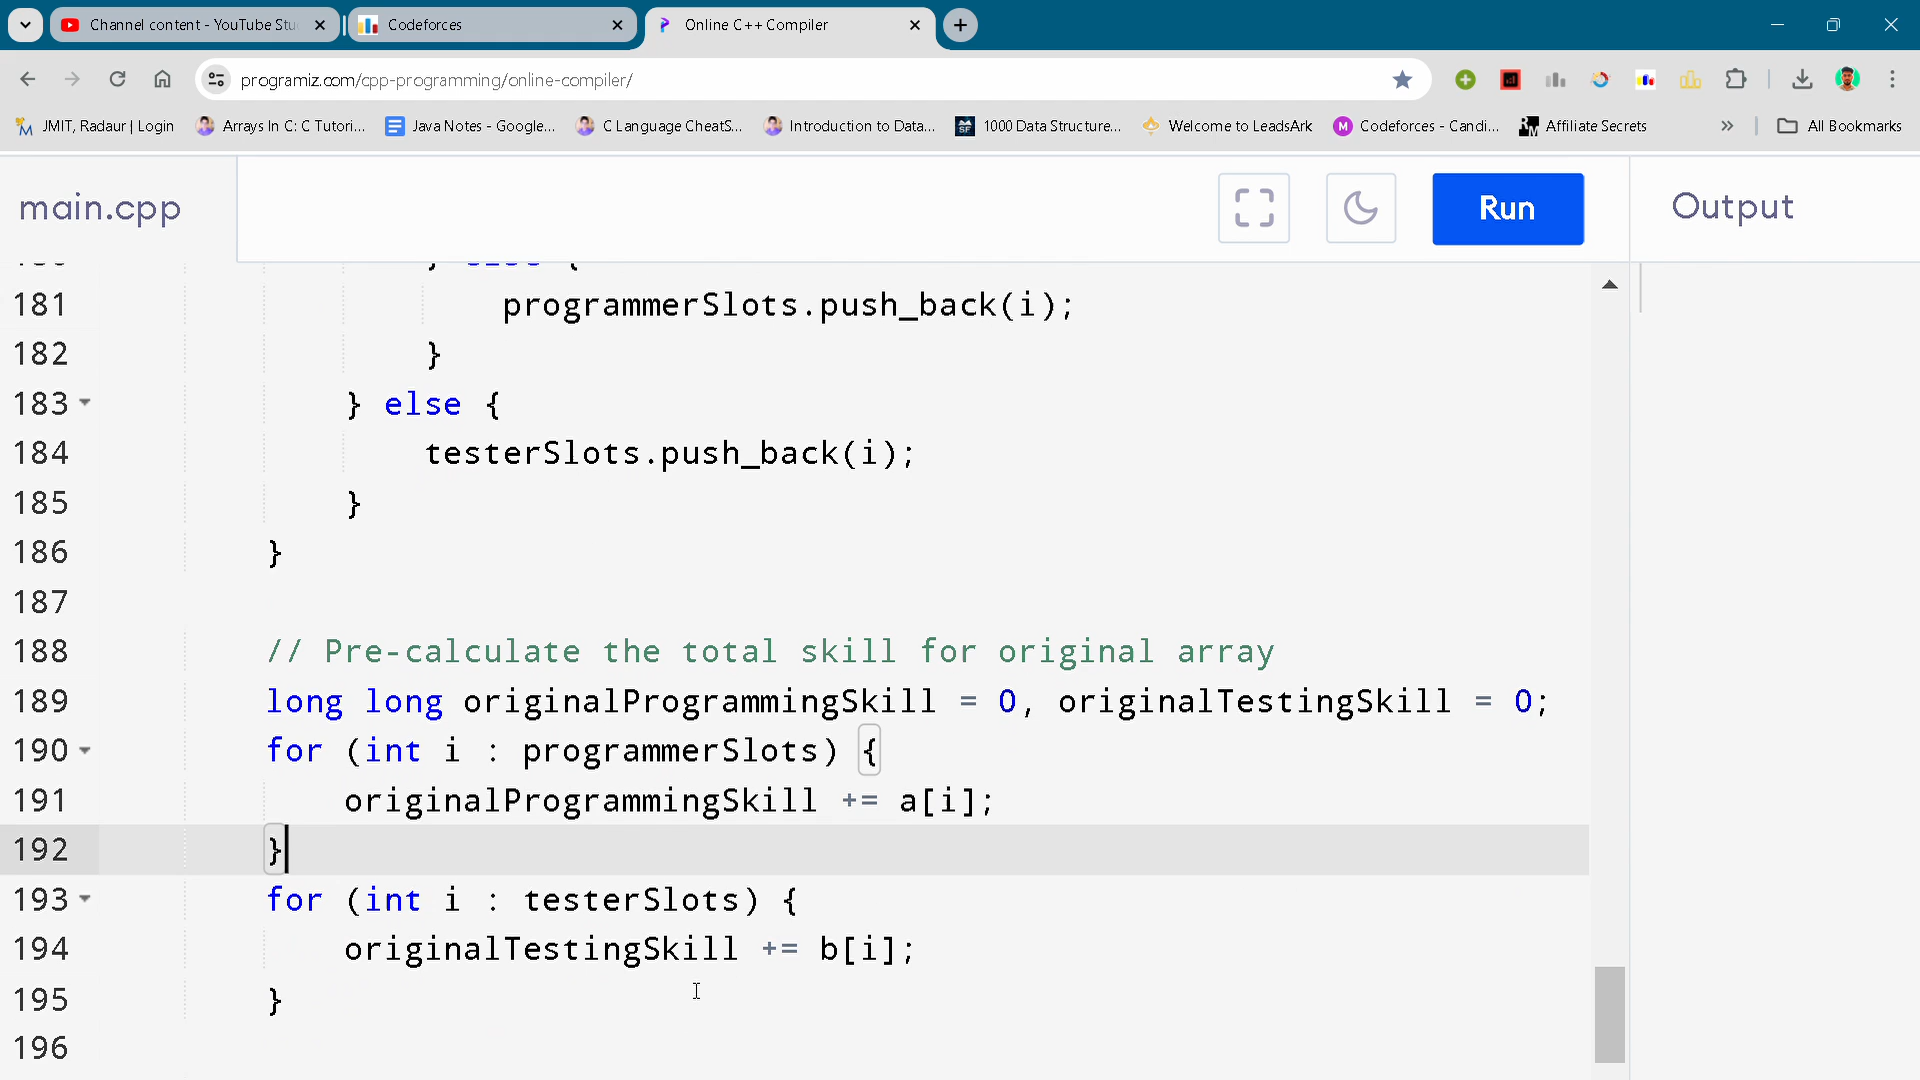 Channel content - YouTube Stu
Codeforces
Online C++ Compiler
programiz.com/cpp-programming/online-compiler/
JMIT, Radaur | Login
Arrays In C: C Tutori...
Java Notes - Google...
C Language CheatS...
Introduction to Data...
1000 Data Structure...
Welcome to LeadsArk
Codeforces - Candi...
Affiliate Secrets
All Bookmarks
main.cpp
Run
Output
180 } else {
181 programmerSlots.push_back(i);
182 }
183 } else {
184 testerSlots.push_back(i);
185 }
186 }
187
188 // Pre-calculate the total skill for original array
189 long long originalProgrammingSkill = 0, originalTestingSkill = 0;
190 for (int i : programmerSlots) {
191 originalProgrammingSkill += a[i];
192 }
193 for (int i : testerSlots) {
194 originalTestingSkill += b[i];
195 }
196